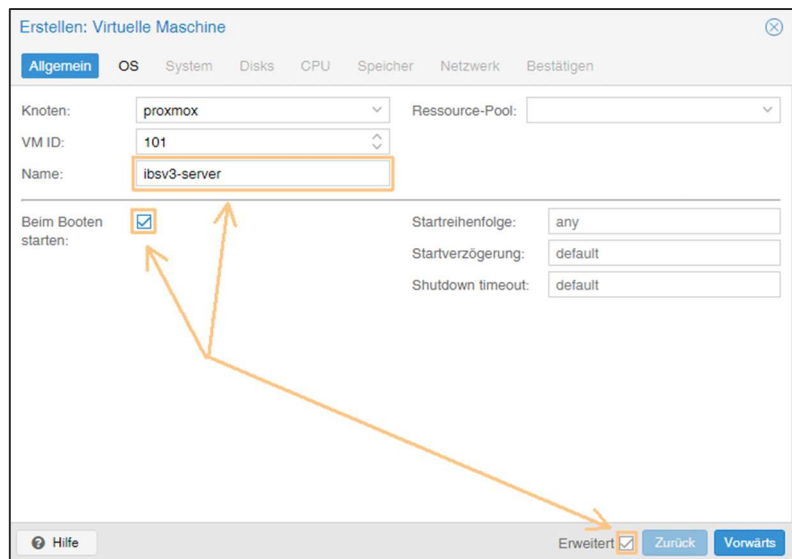 Erstellen: Virtuelle Maschine
Allgemein OS System Disks CPU Speicher Netzwerk Bestätigen
Knoten: proxmox Ressource-Pool:
VM ID: 101
Name: ibsv3-server
Beim Booten starten:
Startreihenfolge: any
Startverzögerung: default
Shutdown timeout: default
Hilfe Erweitert Zurück Vorwärts